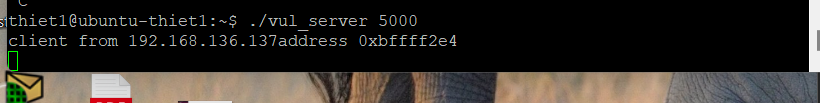 C
thiet1@ubuntu-thiet1:~$ ./vul_server 5000
client from 192.168.136.137address 0xbffff2e4